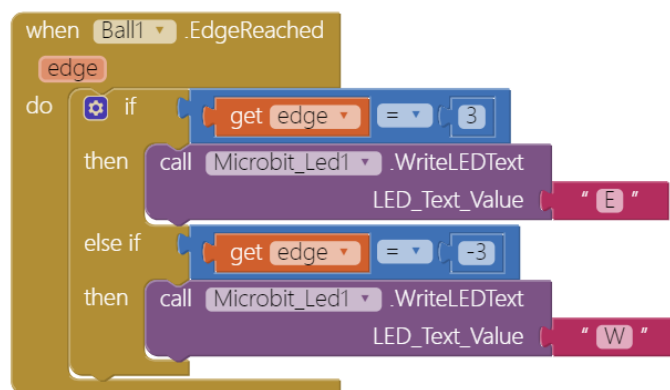 when Ball1 .EdgeReached
edge
do if get edge = 3
then call Microbit_Led1 .WriteLEDText
LED_Text_Value " E "
else if get edge = -3
then call Microbit_Led1 .WriteLEDText
LED_Text_Value " W "